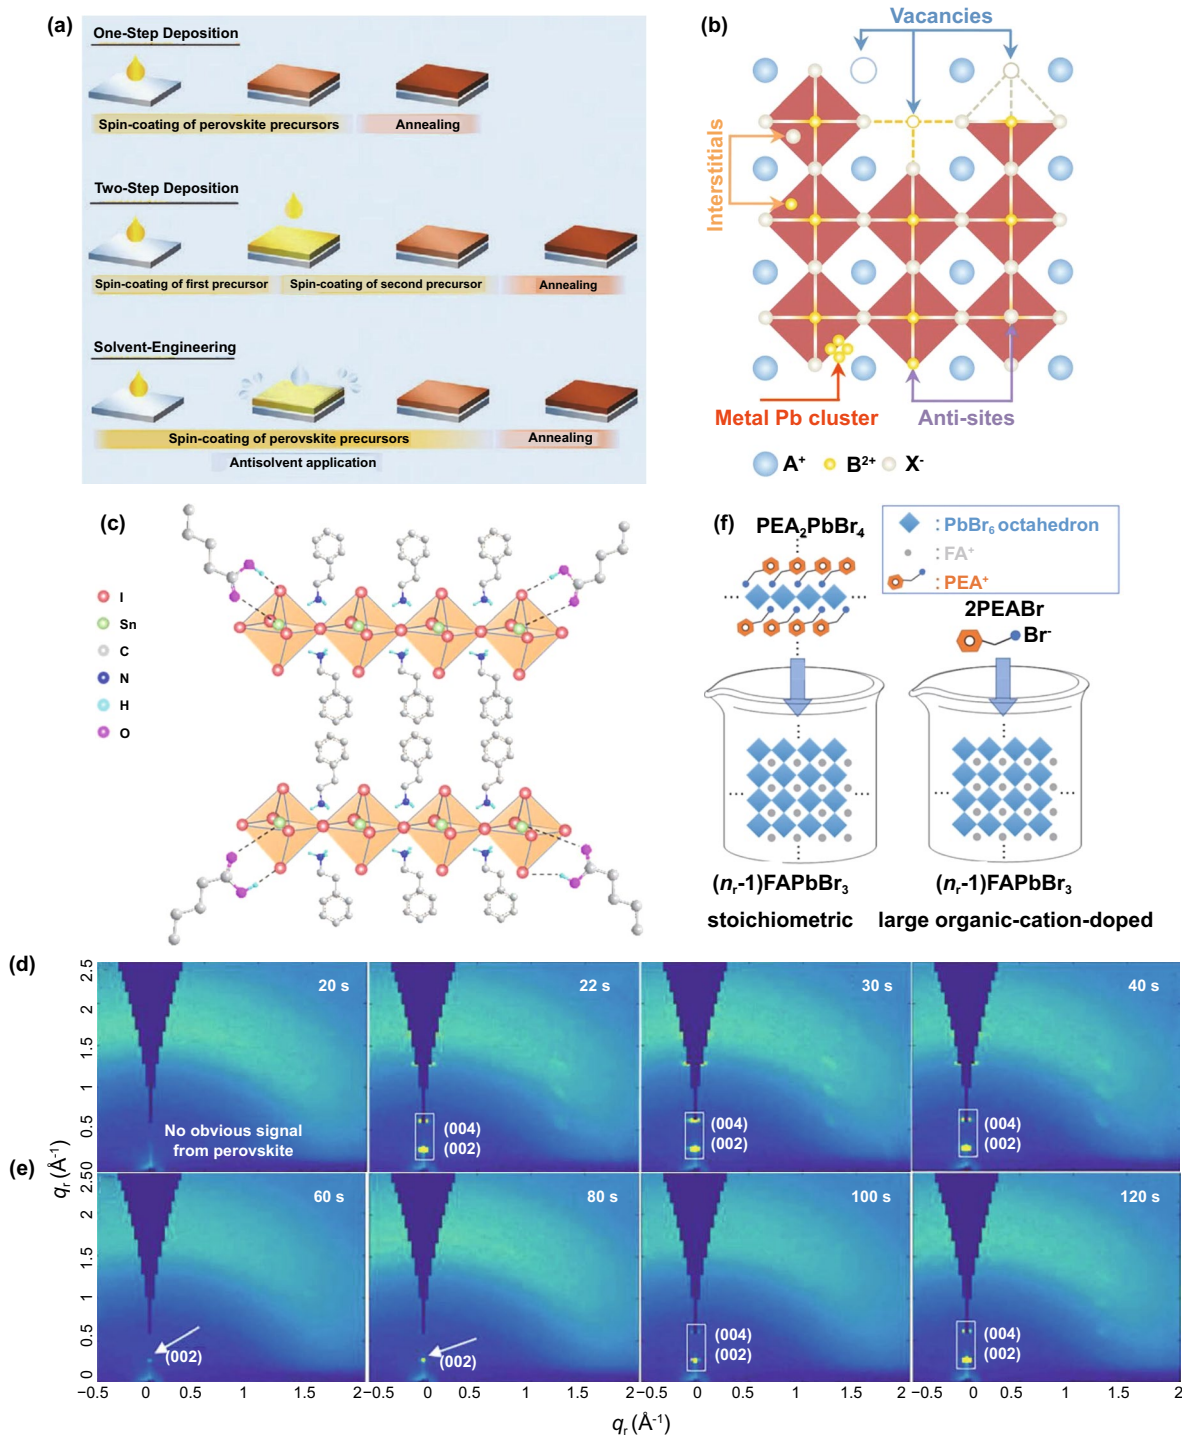 (a)
One-Step Deposition
Spin-coating of perovskite precursors
Annealing
Two-Step Deposition
Spin-coating of first precursor
Spin-coating of second precursor
Annealing
Solvent-Engineering
Spin-coating of perovskite precursors
Annealing
Antisolvent application
(b)
Vacancies
Interstitials
Metal Pb cluster
Anti-sites
A⁺
B²⁺
X⁻
(c)
I
Sn
C
N
H
O
(f)
PEA₂PbBr₄
: PbBr₆ octahedron
: FA⁺
: PEA⁺
2PEABr
Br⁻
(nᵣ-1)FAPbBr₃
(nᵣ-1)FAPbBr₃
stoichiometric
large organic-cation-doped
(d)
2.5
2
1.5
1
0.5
0
20 s
No obvious signal
from perovskite
22 s
(004)
(002)
30 s
(004)
(002)
40 s
(004)
(002)
(e)
qᵣ (Å⁻¹)
2.5
2
1.5
1
0.5
0
60 s
(002)
80 s
(002)
100 s
(004)
(002)
120 s
(004)
(002)
−0.5 0 1 1.5 2
−0.5 0 1 1.5 2
−0.5 0 1 1.5 2
−0.5 0 0.5 1 1.5 2
qᵣ (Å⁻¹)